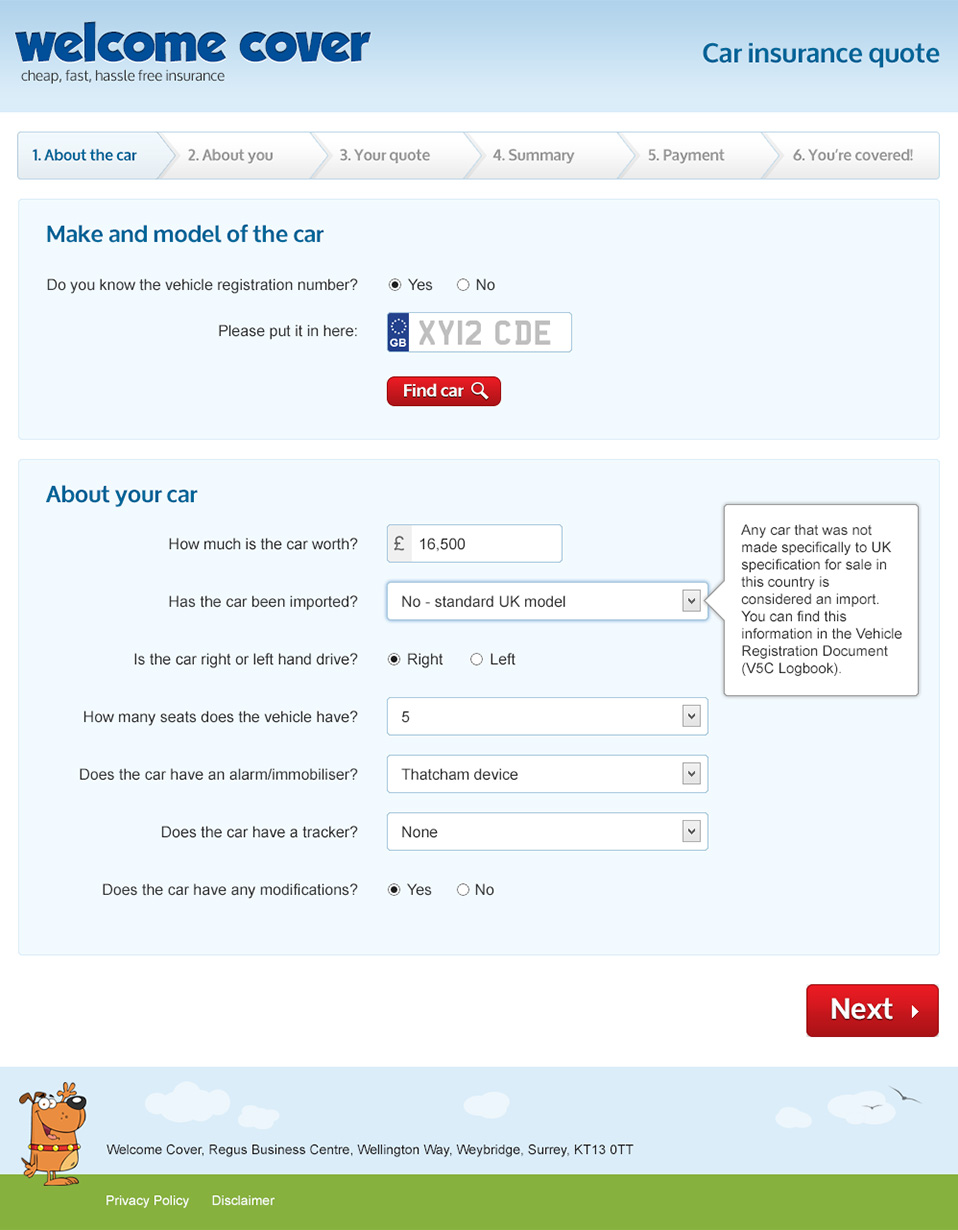 welcome cover
cheap, fast, hassle free insurance
Car insurance quote
1. About the car
2. About you
3. Your quote
4. Summary
5. Payment
6. You're covered!
Make and model of the car
Do you know the vehicle registration number?
Yes
No
Please put it in here:
GB
XY12 CDE
Find car
About your car
How much is the car worth?
£
16,500
Has the car been imported?
No - standard UK model
Any car that was not
made specifically to UK
specification for sale in
this country is
considered an import.
You can find this
information in the Vehicle
Registration Document
(V5C Logbook).
Is the car right or left hand drive?
Right
Left
How many seats does the vehicle have?
5
Does the car have an alarm/immobiliser?
Thatcham device
Does the car have a tracker?
None
Does the car have any modifications?
Yes
No
Next
Welcome Cover, Regus Business Centre, Wellington Way, Weybridge, Surrey, KT13 0TT
Privacy Policy
Disclaimer